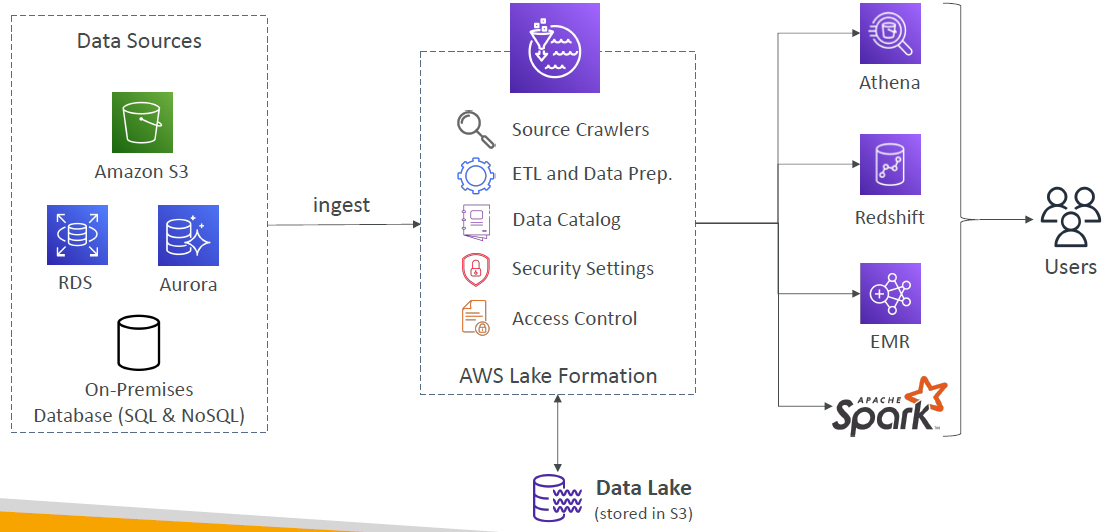 Data Sources
Amazon S3
RDS
Aurora
On-Premises
Database (SQL & NoSQL)
ingest
Source Crawlers
ETL and Data Prep.
Data Catalog
Security Settings
Access Control
AWS Lake Formation
Data Lake
(stored in S3)
Athena
Redshift
EMR
APACHE
Spark
Users